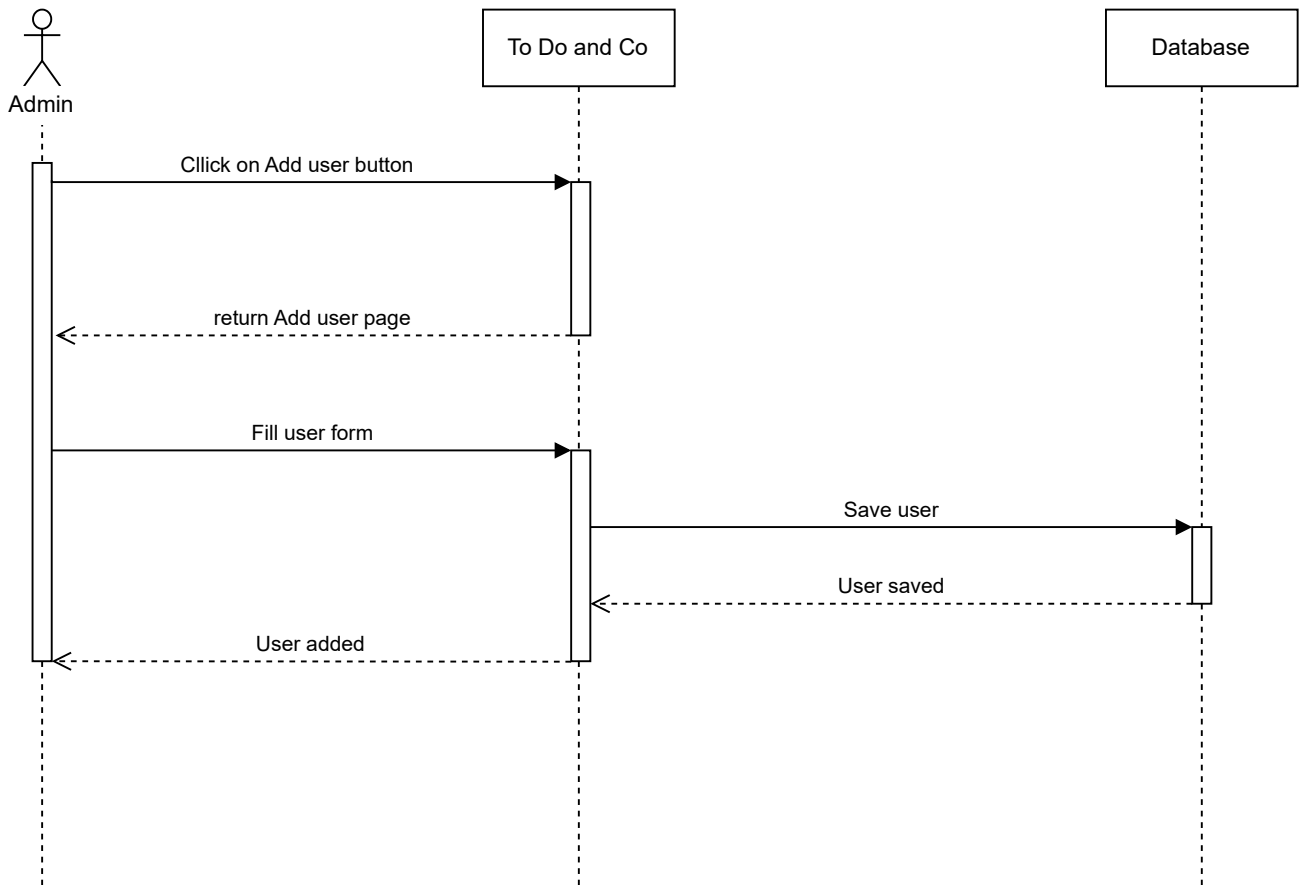 To Do and Co
Database
Admin
Cllick on Add user button
return Add user page
Fill user form
Save user
User saved
User added